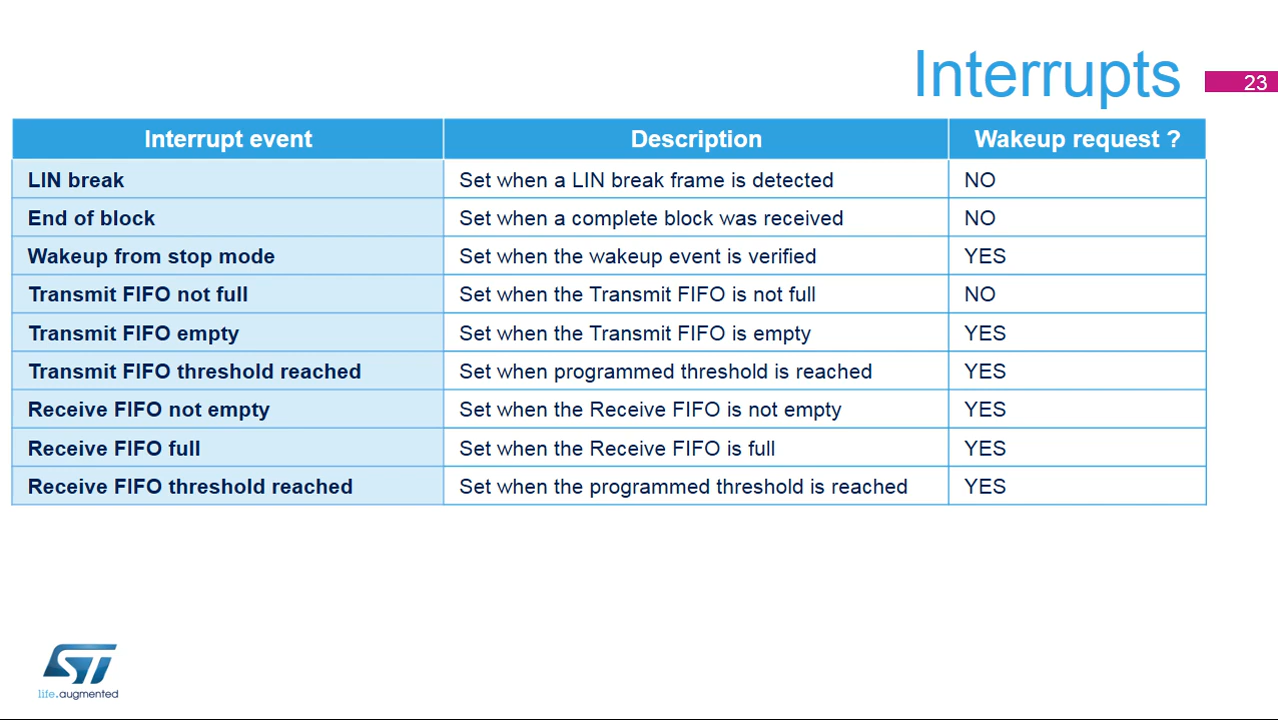 Interrupts
23
Interrupt event Description Wakeup request ?
LIN break Set when a LIN break frame is detected NO
End of block Set when a complete block was received NO
Wakeup from stop mode Set when the wakeup event is verified YES
Transmit FIFO not full Set when the Transmit FIFO is not full NO
Transmit FIFO empty Set when the Transmit FIFO is empty YES
Transmit FIFO threshold reached Set when programmed threshold is reached YES
Receive FIFO not empty Set when the Receive FIFO is not empty YES
Receive FIFO full Set when the Receive FIFO is full YES
Receive FIFO threshold reached Set when the programmed threshold is reached YES
ST
life.augmented